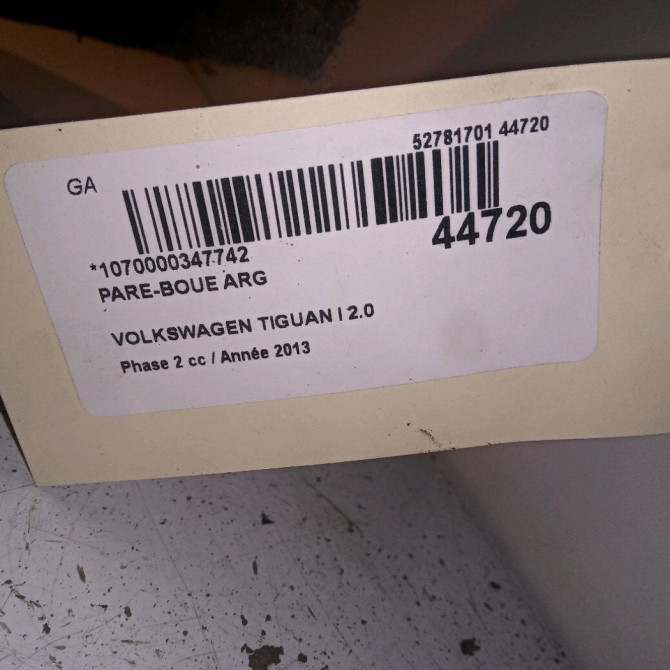 52781701 44720
GA
44720
*1070000347742
PARE-BOUE ARG
VOLKSWAGEN TIGUAN I 2.0
Phase 2 cc / Année 2013